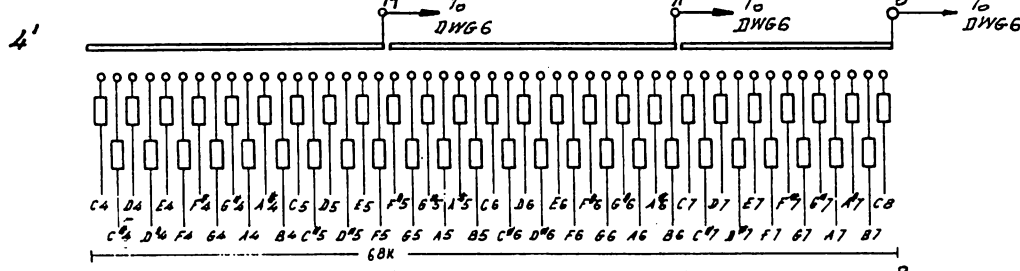 To To To
DWG6 DWG6 DWG6
4'
C4 D4 E4 F#4 G#4 A#4 C5 D5 E5 F#5 G#5 A#5 C6 D6 E6 F#6 G#6 A#6 C7 D7 E7 F#7 G#7 A#7 C8
C#4 D#4 F4 G4 A4 B4 C#5 D#5 F5 G5 A5 B5 C#6 D#6 F6 G6 A6 B6 C#7 D#7 F7 G7 A7 B7
68K